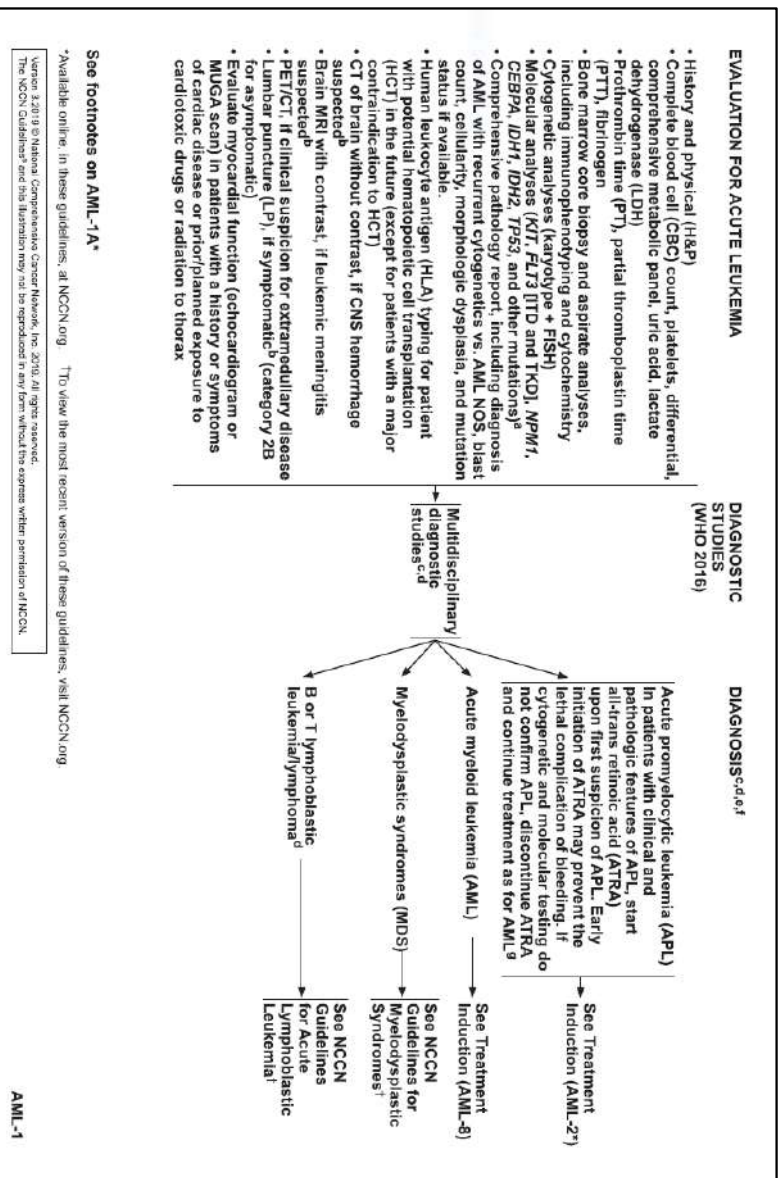 EVALUATION FOR ACUTE LEUKEMIA
• History and physical (H&P)
• Complete blood cell (CBC) count, platelets, differential,
comprehensive metabolic panel, uric acid, lactate
dehydrogenase (LDH)
• Prothrombin time (PT), partial thromboplastin time
(PTT), fibrinogen
• Bone marrow core biopsy and aspirate analyses,
including immunophenotyping and cytochemistry
• Cytogenetic analyses (karyotype + FISH)
• Molecular analyses (KIT, FLT3 [ITD and TKD], NPM1,
CEBPA, IDH1, IDH2, TP53, and other mutations)a
• Comprehensive pathology report, including diagnosis
of AML with recurrent cytogenetics vs. AML NOS, blast
count, cellularity, morphologic dysplasia, and mutation
status if available.
• Human leukocyte antigen (HLA) typing for patient
with potential hematopoietic cell transplantation
(HCT) in the future (except for patients with a major
contraindication to HCT)
• CT of brain without contrast, if CNS hemorrhage
suspectedb
• Brain MRI with contrast, if leukemic meningitis
suspectedb
• PET/CT, if clinical suspicion for extramedullary disease
• Lumbar puncture (LP), if symptomaticb (category 2B
for asymptomatic)
• Evaluate myocardial function (echocardiogram or
MUGA scan) in patients with a history or symptoms
of cardiac disease or prior/planned exposure to
cardiotoxic drugs or radiation to thorax
DIAGNOSTIC
STUDIES
(WHO 2016)
Multidisciplinary
diagnostic
studiesc,d
DIAGNOSISc,d,e,f
Acute promyelocytic leukemia (APL)
In patients with clinical and
pathologic features of APL, start
all-trans retinoic acid (ATRA)
upon first suspicion of APL. Early
initiation of ATRA may prevent the
lethal complication of bleeding. If
cytogenetic and molecular testing do
not confirm APL, discontinue ATRA
and continue treatment as for AMLg
See Treatment
Induction (AML-2*)
Acute myeloid leukemia (AML)
See Treatment
Induction (AML-8)
Myelodysplastic syndromes (MDS)
See NCCN
Guidelines for
Myelodysplastic
Syndromes†
B or T lymphoblastic
leukemia/lymphomad
See NCCN
Guidelines
for Acute
Lymphoblastic
Leukemia†
See footnotes on AML-1A*
*Available online, in these guidelines, at NCCN.org. †To view the most recent version of these guidelines, visit NCCN.org.
Version 3.2019 © National Comprehensive Cancer Network, Inc. 2019. All rights reserved.
The NCCN Guidelines® and this illustration may not be reproduced in any form without the express written permission of NCCN.
AML-1